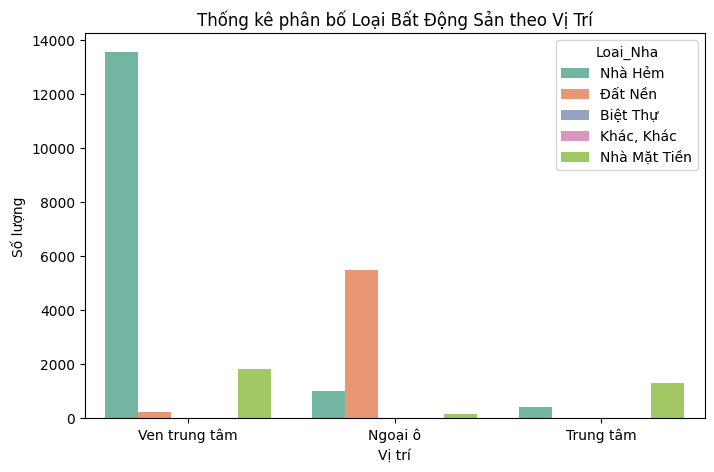 Thống kê phân bố Loại Bất Động Sản theo Vị Trí
14000
12000
10000
8000
6000
4000
2000
0
Số lượng
Loai_Nha
Nhà Hẻm
Đất Nền
Biệt Thự
Khác, Khác
Nhà Mặt Tiền
Ven trung tâm
Ngoại ô
Trung tâm
Vị trí